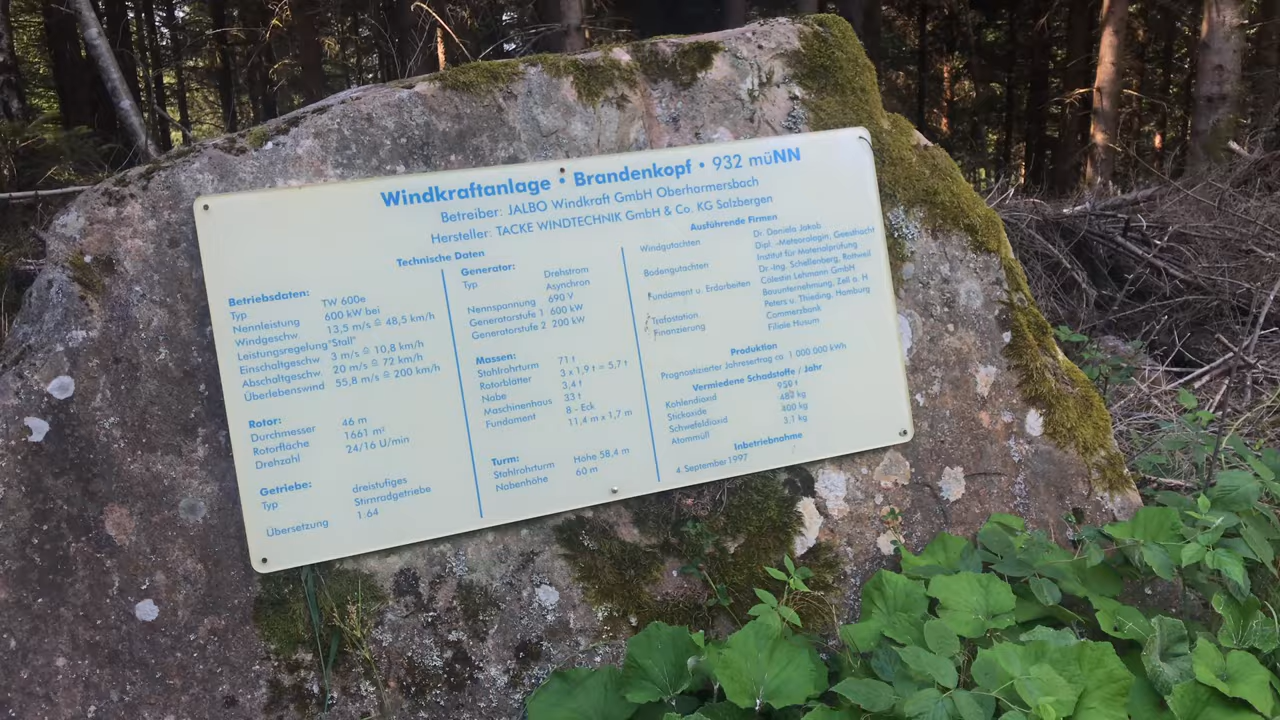 Windkraftanlage • Brandenkopf • 932 müNN
Betreiber: JALBO Windkraft GmbH Oberharmersbach
Hersteller: TACKE WINDTECHNIK GmbH & Co. KG Salzbergen
Technische Daten
Betriebsdaten:
Typ TW 600e
Nennleistung 600 kW bei
Windgeschw. 13,5 m/s ≙ 48,5 km/h
Leistungsregelung "Stall"
Einschaltgeschw. 3 m/s ≙ 10,8 km/h
Abschaltgeschw. 20 m/s ≙ 72 km/h
Überlebenswind 55,8 m/s ≙ 200 km/h
Rotor:
Durchmesser 46 m
Rotorfläche 1661 m²
Drehzahl 24/16 U/min
Getriebe:
Typ dreistufiges
Stirnradgetriebe
Übersetzung 1:64
Generator:
Typ Drehstrom
Asynchron
Nennspannung 690 V
Generatorstufe 1 600 kW
Generatorstufe 2 200 kW
Massen:
Stahlrohrturm 71 t
Rotorblätter 3 x 1,9 t = 5,7 t
Nabe 3,4 t
Maschinenhaus 33 t
Fundament 8 - Eck
11,4 m x 1,7 m
Turm:
Stahlrohrturm Höhe 58,4 m
Nabenhöhe 60 m
Ausführende Firmen
Windgutachten Dr. Daniela Jakob
Dipl. -Meteorologin, Geesthacht
Bodengutachten Institut für Materialprüfung
Dr.-Ing. Schellenberg, Rottweil
Fundament u. Erdarbeiten Cölestin Lehmann GmbH
Bauunternehmung, Zell a. H
Trafostation Peters u. Thieding, Hamburg
Finanzierung Commerzbank
Filiale Husum
Produktion
Prognostizierter Jahresertrag ca. 1 000 000 kWh
Vermiedene Schadstoffe / Jahr
Kohlendioxid t
Stickoxide kg
Schwefeldioxid 400 kg
Atommüll 3,1 kg
Inbetriebnahme
4. September 1997